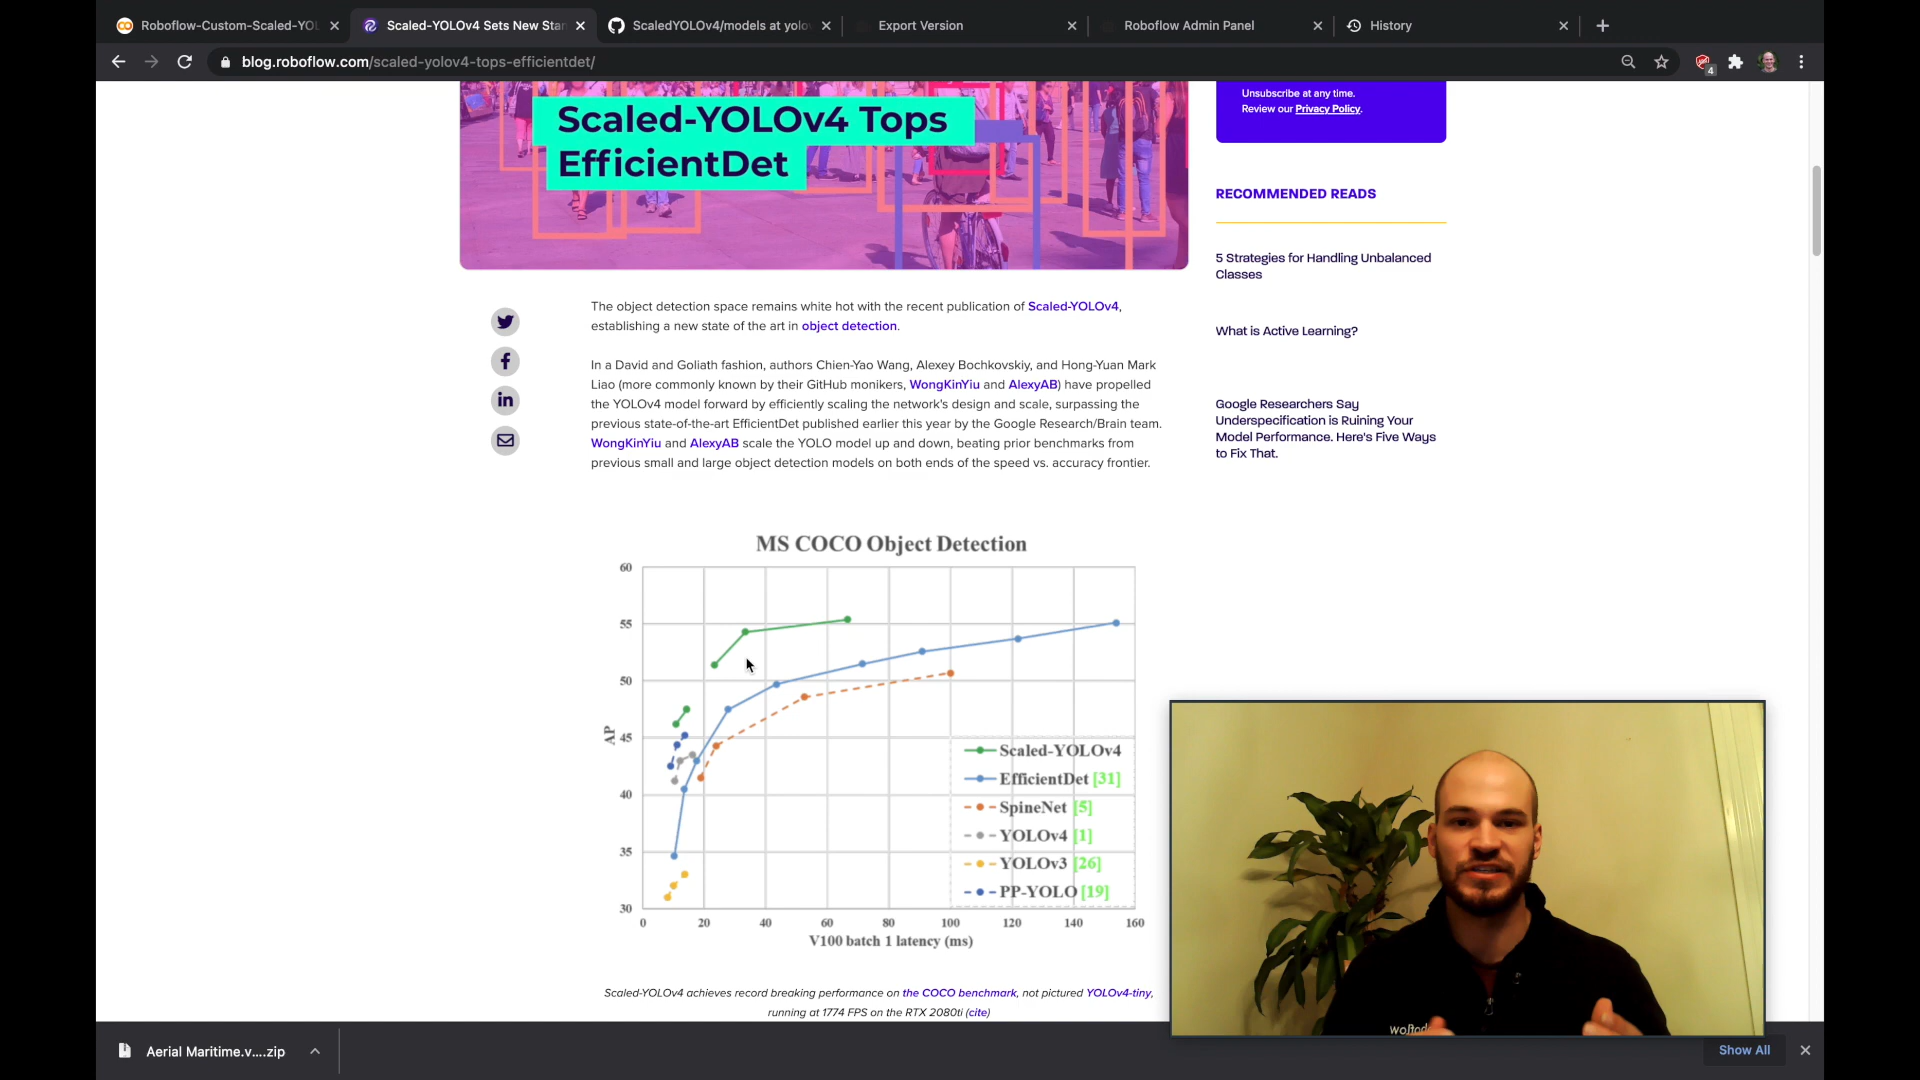 Roboflow-Custom-Scaled-YOL
Scaled-YOLOv4 Sets New Stan
ScaledYOLOv4/models at yolo
Export Version
Roboflow Admin Panel
History
blog.roboflow.com/scaled-yolov4-tops-efficientdet/
4
Scaled-YOLOv4 Tops
EfficientDet
Unsubscribe at any time.
Review our Privacy Policy.
RECOMMENDED READS
5 Strategies for Handling Unbalanced
Classes
What is Active Learning?
Google Researchers Say
Underspecification is Ruining Your
Model Performance. Here's Five Ways
to Fix That.
The object detection space remains white hot with the recent publication of Scaled-YOLOv4,
establishing a new state of the art in object detection.
In a David and Goliath fashion, authors Chien-Yao Wang, Alexey Bochkovskiy, and Hong-Yuan Mark
Liao (more commonly known by their GitHub monikers, WongKinYiu and AlexyAB) have propelled
the YOLOv4 model forward by efficiently scaling the network's design and scale, surpassing the
previous state-of-the-art EfficientDet published earlier this year by the Google Research/Brain team.
WongKinYiu and AlexyAB scale the YOLO model up and down, beating prior benchmarks from
previous small and large object detection models on both ends of the speed vs. accuracy frontier.
MS COCO Object Detection
60
55
50
45
40
35
30
AP
0 20 40 60 80 100 120 140 160
V100 batch 1 latency (ms)
Scaled-YOLOv4
EfficientDet [31]
SpineNet [5]
YOLOv4 [1]
YOLOv3 [26]
PP-YOLO [19]
Scaled-YOLOv4 achieves record breaking performance on the COCO benchmark, not pictured YOLOv4-tiny,
running at 1774 FPS on the RTX 2080ti (cite)
Aerial Maritime.v....zip
Show All